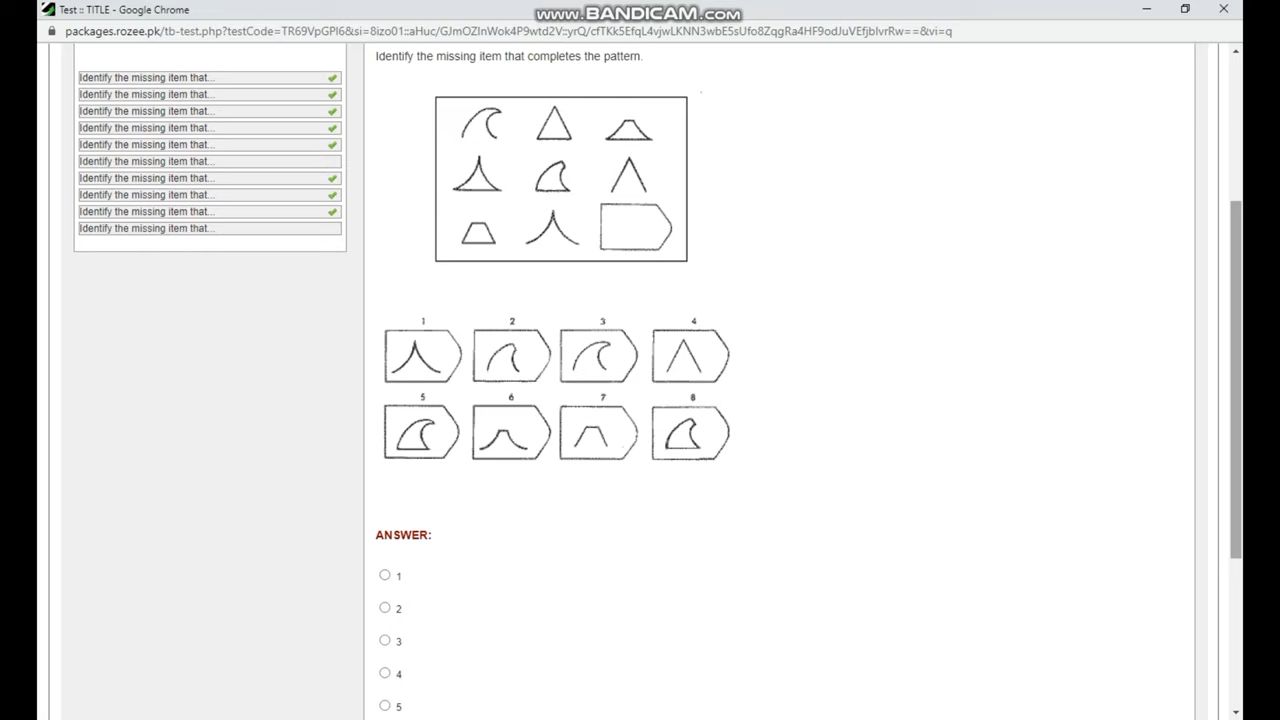 Test :: TITLE - Google Chrome
www.BANDICAM.com
packages.rozee.pk/tb-test.php?testCode=TR69VpGPI6&si=8izo01::aHuc/GJmOZInWok4P9wtd2V::yrQ/cfTKk5EfqL4vjwLKNN3wbE5sUfo8ZqgRa4HF9odJuVEfjblvrRw==&vi=q
Identify the missing item that completes the pattern.
Identify the missing item that...
Identify the missing item that...
Identify the missing item that...
Identify the missing item that...
Identify the missing item that...
Identify the missing item that...
Identify the missing item that...
Identify the missing item that...
Identify the missing item that...
Identify the missing item that...
1 2 3 4
5 6 7 8
ANSWER:
1
2
3
4
5